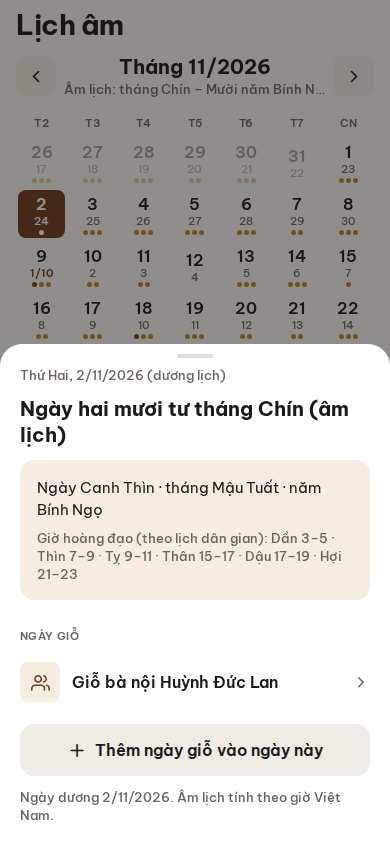 Lịch âm
Tháng 11/2026
Âm lịch: tháng Chín – Mười năm Bính N...
T2 T3 T4 T5 T6 T7 CN
26 27 28 29 30 31 1
17 18 19 20 21 22 23
2 3 4 5 6 7 8
24 25 26 27 28 29 30
9 10 11 12 13 14 15
1/10 2 3 4 5 6 7
16 17 18 19 20 21 22
8 9 10 11 12 13 14
Thứ Hai, 2/11/2026 (dương lịch)
Ngày hai mươi tư tháng Chín (âm
lịch)
Ngày Canh Thìn · tháng Mậu Tuất · năm
Bính Ngọ
Giờ hoàng đạo (theo lịch dân gian): Dần 3–5 ·
Thìn 7–9 · Tỵ 9–11 · Thân 15–17 · Dậu 17–19 · Hợi
21–23
NGÀY GIỖ
Giỗ bà nội Huỳnh Đức Lan
Thêm ngày giỗ vào ngày này
Ngày dương 2/11/2026. Âm lịch tính theo giờ Việt
Nam.